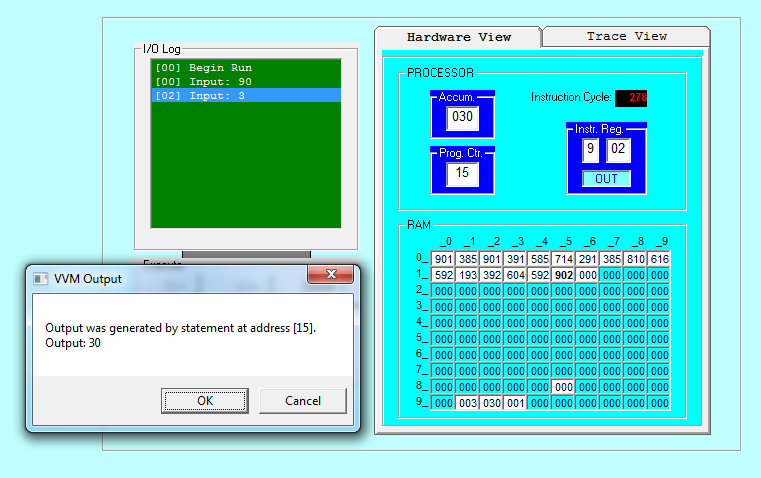 I/O Log
[00] Begin Run
[00] Input: 90
[02] Input: 3
Execute
VVM Output
Output was generated by statement at address [15].
Output: 30
OK Cancel
Hardware View Trace View
PROCESSOR
Accum.
030
Instruction Cycle: 278
Prog. Ctr.
15
Instr. Reg.
9 02
OUT
RAM
_0 _1 _2 _3 _4 _5 _6 _7 _8 _9
0_ 901 385 901 391 585 714 291 385 810 616
1_ 592 193 392 604 592 902 000 000 000 000
2_ 000 000 000 000 000 000 000 000 000 000
3_ 000 000 000 000 000 000 000 000 000 000
4_ 000 000 000 000 000 000 000 000 000 000
5_ 000 000 000 000 000 000 000 000 000 000
6_ 000 000 000 000 000 000 000 000 000 000
7_ 000 000 000 000 000 000 000 000 000 000
8_ 000 000 000 000 000 000 000 000 000 000
9_ 000 003 030 001 000 000 000 000 000 000